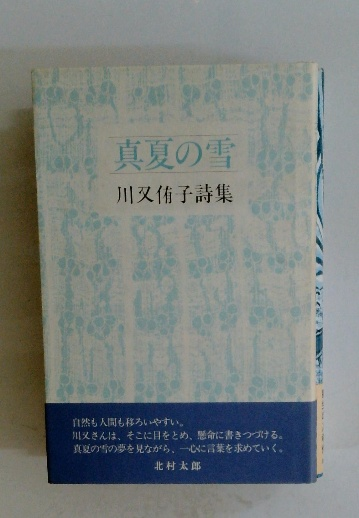 真夏の雪
川又侑子詩集
自然も人間も移ろいやすい。
川又さんは、そこに目をとめ、懸命に書きつづける。
真夏の雪の夢を見ながら、一心に言葉を求めていく。
北村太郎